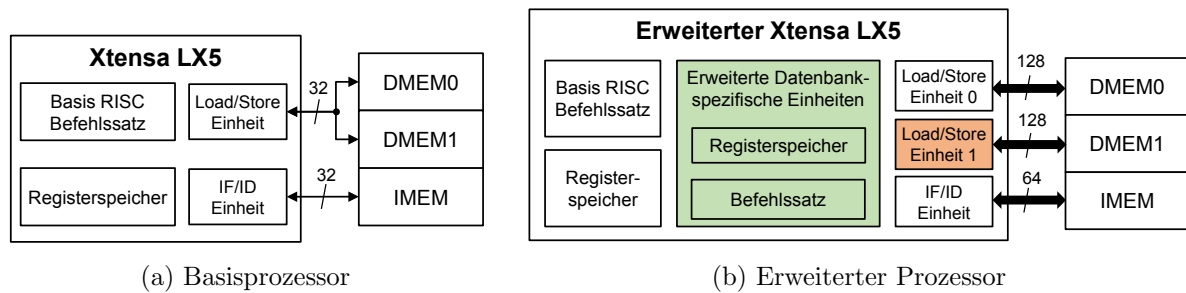 Xtensa LX5
Basis RISC
Befehlssatz
Load/Store
Einheit
32
DMEM0
DMEM1
Registerspeicher
IF/ID
Einheit
32
IMEM
(a) Basisprozessor
Erweiterter Xtensa LX5
Basis RISC
Befehlssatz
Register-
speicher
Erweiterte Datenbank-
spezifische Einheiten
Registerspeicher
Befehlssatz
Load/Store
Einheit 0
128
DMEM0
Load/Store
Einheit 1
128
DMEM1
IF/ID
Einheit
64
IMEM
(b) Erweiterter Prozessor